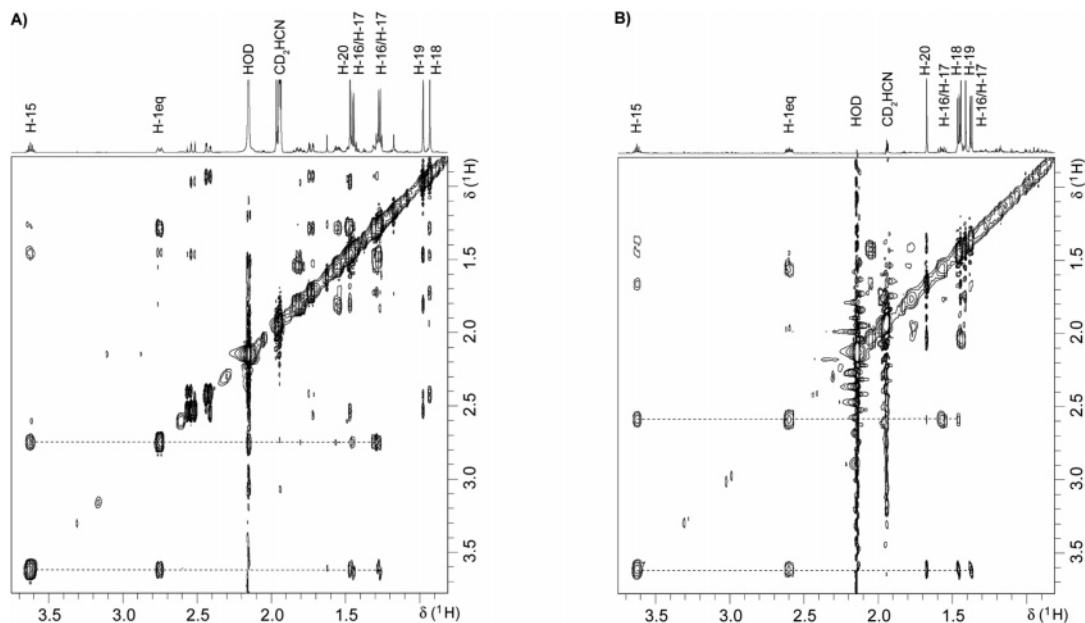 A)
H-15
H-1eq
HOD
CD₂HCN
H-20
H-16/H-17
H-16/H-17
H-19
H-18
δ (¹H)
1.5
2.0
2.5
3.0
3.5
3.5
3.0
2.5
2.0
1.5
δ (¹H)
B)
H-15
H-1eq
HOD
CD₂HCN
H-20
H-16/H-17
H-18
H-19
H-16/H-17
δ (¹H)
1.5
2.0
2.5
3.0
3.5
3.5
3.0
2.5
2.0
1.5
δ (¹H)